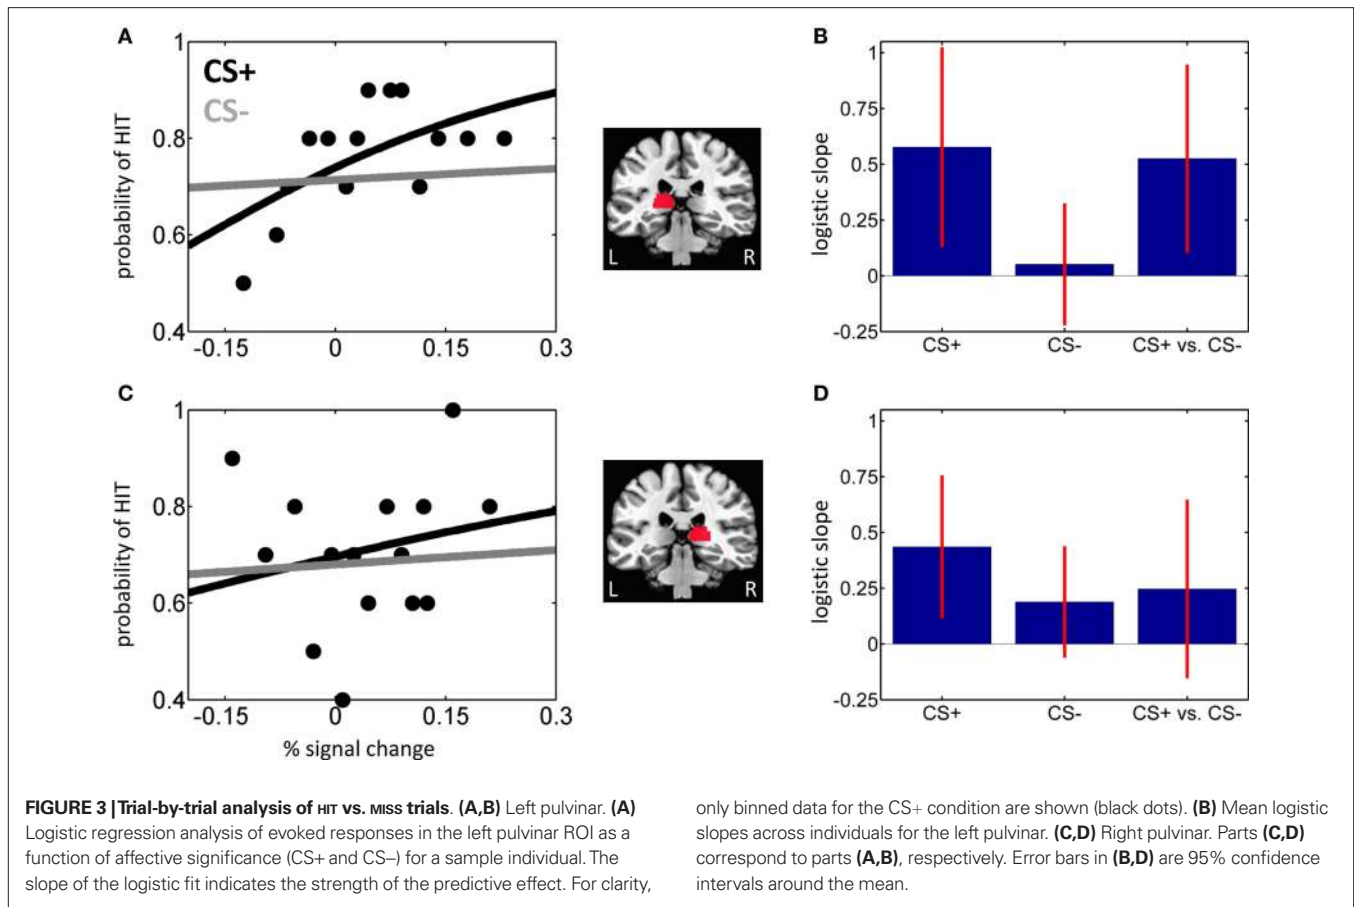 A
1
CS+
CS-
0.8
0.6
0.4
probability of HIT
-0.15
0
0.15
0.3
L
R
B
1
0.75
0.5
0.25
0
-0.25
logistic slope
CS+
CS-
CS+ vs. CS-
C
1
0.8
0.6
0.4
probability of HIT
-0.15
0
0.15
0.3
% signal change
L
R
D
1
0.75
0.5
0.25
0
-0.25
logistic slope
CS+
CS-
CS+ vs. CS-
FIGURE 3 | Trial-by-trial analysis of HIT vs. MISS trials. (A,B) Left pulvinar. (A)
Logistic regression analysis of evoked responses in the left pulvinar ROI as a
function of affective significance (CS+ and CS–) for a sample individual. The
slope of the logistic fit indicates the strength of the predictive effect. For clarity,
only binned data for the CS+ condition are shown (black dots). (B) Mean logistic
slopes across individuals for the left pulvinar. (C,D) Right pulvinar. Parts (C,D)
correspond to parts (A,B), respectively. Error bars in (B,D) are 95% confidence
intervals around the mean.